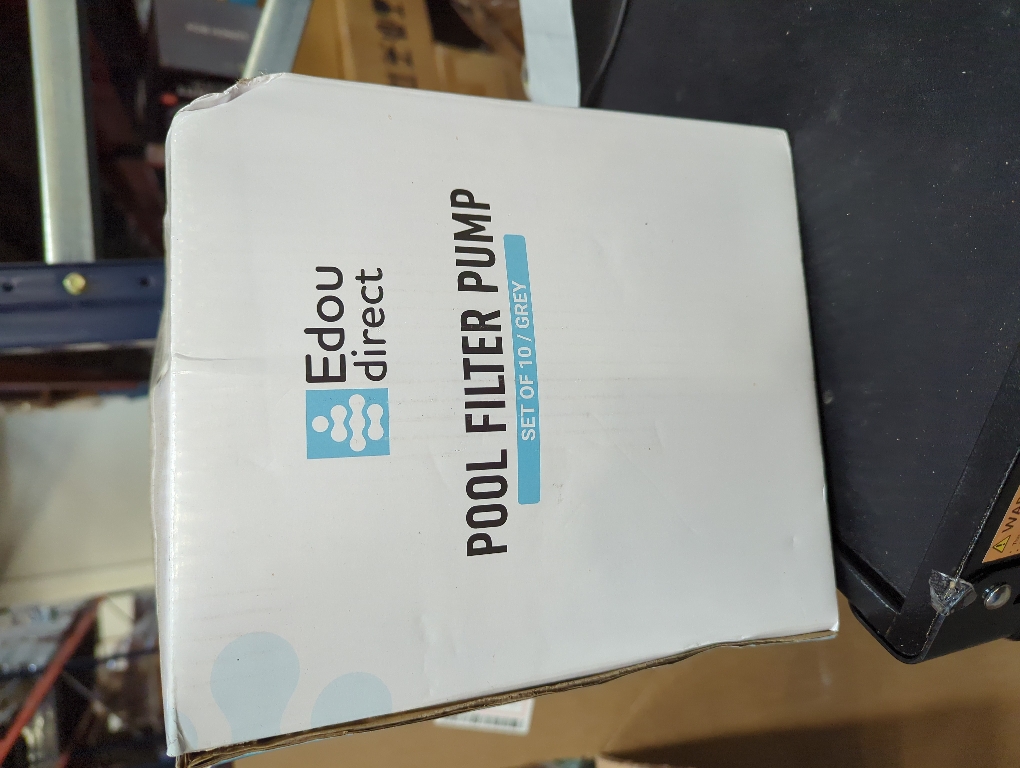 Edou
direct
POOL FILTER PUMP
SET OF 10 / GREY